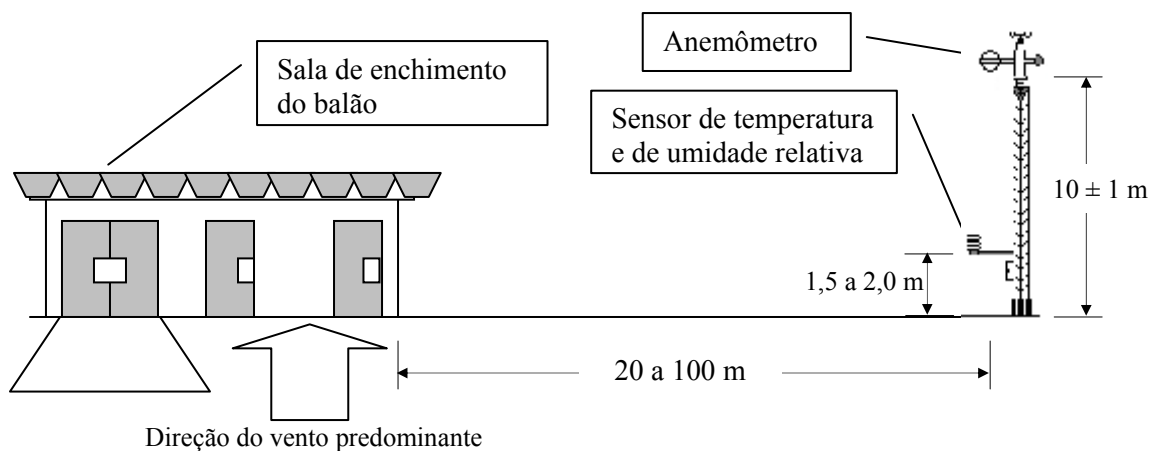 Anemômetro
Sala de enchimento
do balão
Sensor de temperatura
e de umidade relativa
10 ± 1 m
1,5 a 2,0 m
20 a 100 m
Direção do vento predominante